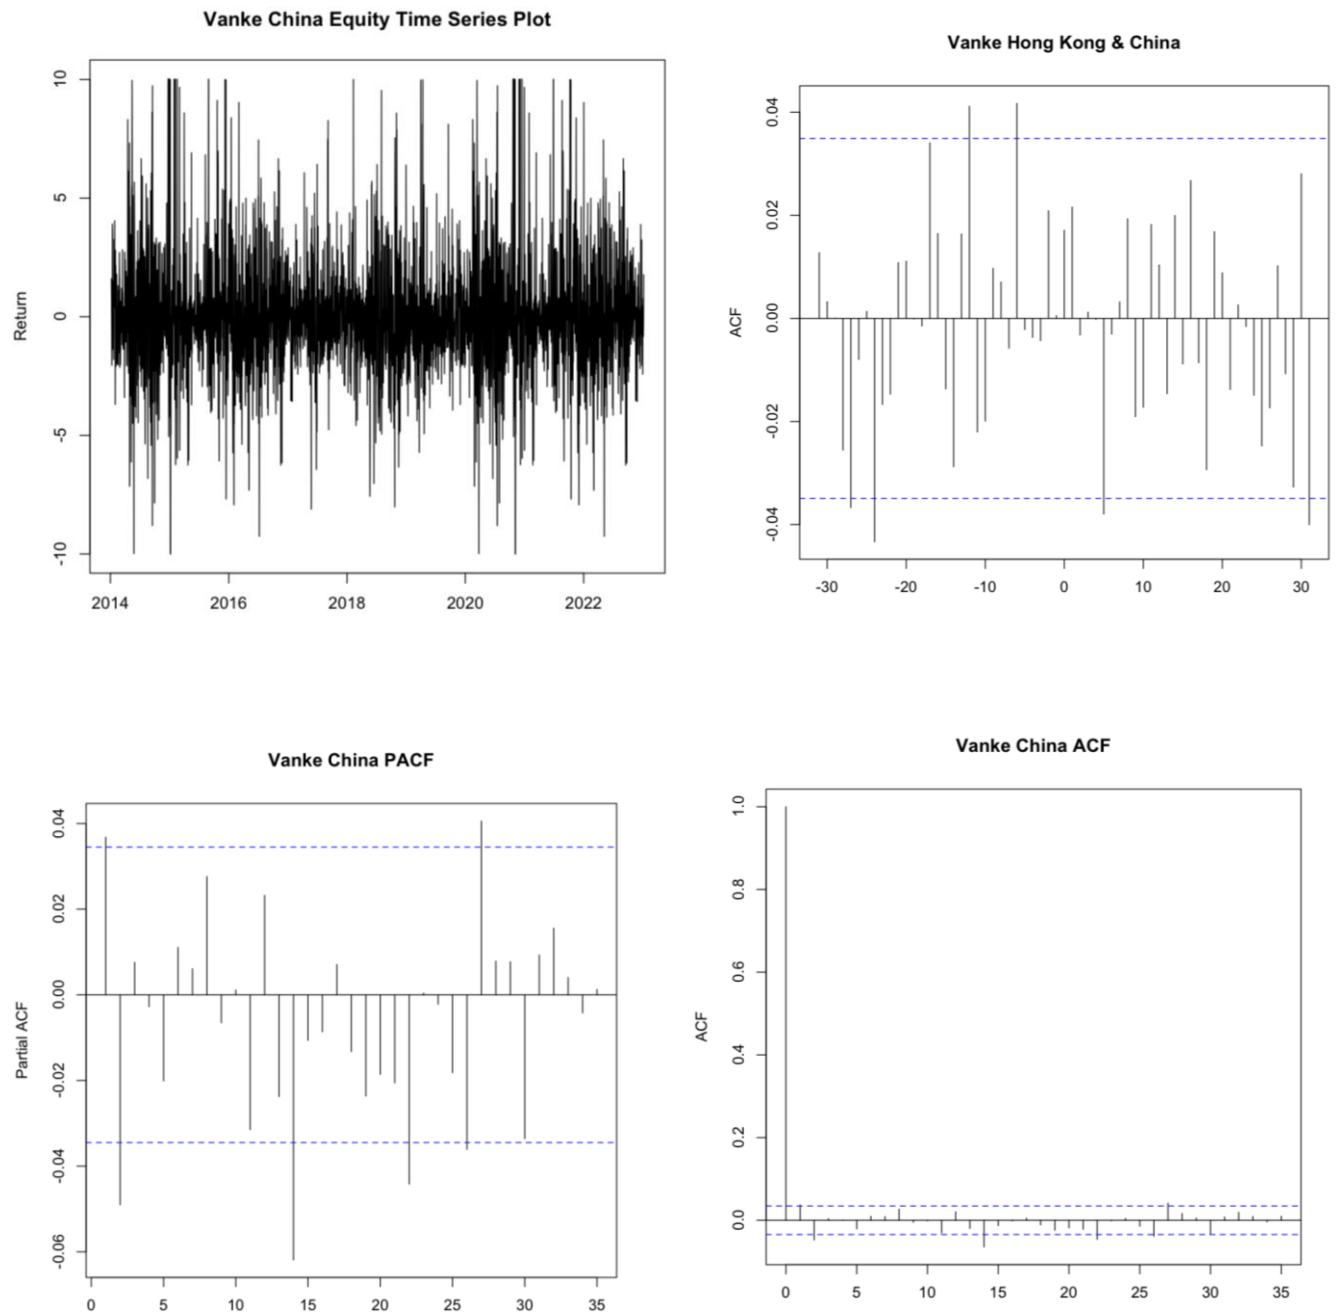 Vanke China Equity Time Series Plot
Return
10
5
0
-5
-10
2014 2016 2018 2020 2022
Vanke Hong Kong & China
ACF
0.04
0.02
0.00
-0.02
-0.04
-30 -20 -10 0 10 20 30
Vanke China PACF
Partial ACF
0.04
0.02
0.00
-0.02
-0.04
-0.06
0 5 10 15 20 25 30 35
Vanke China ACF
ACF
1.0
0.8
0.6
0.4
0.2
0.0
0 5 10 15 20 25 30 35